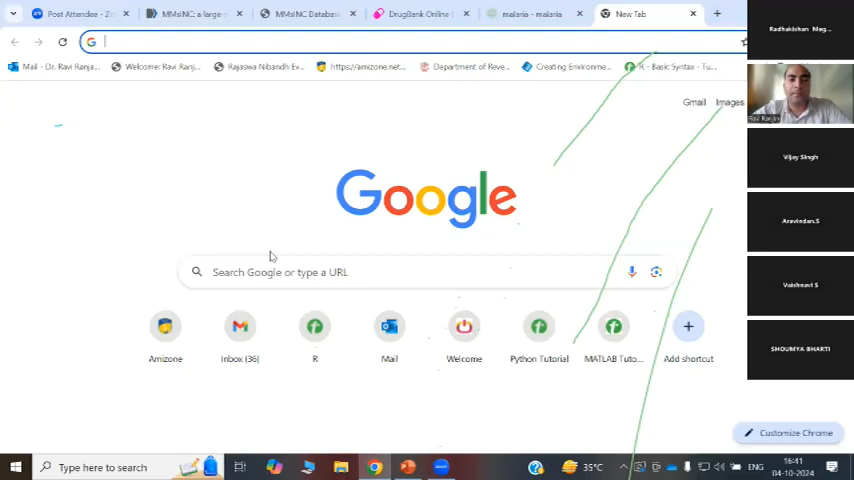 Post Attendee - Zo
MMsINC: a large-
MMsINC Database
DrugBank Online |
malaria - malaria
New Tab
Mail - Dr. Ravi Ranja...
Welcome: Ravi Ranj...
Rajaswa Nibandh Ev...
https://amizone.net...
Department of Reve...
Creating Environme...
R - Basic Syntax - Tu...
Gmail
Images
Google
Search Google or type a URL
Amizone
Inbox (36)
R
Mail
Welcome
Python Tutorial
MATLAB Tuto...
Add shortcut
Customize Chrome
Radhakishan Mag...
Ravi Ranjan
Vijay Singh
Aravindan.S
Vaishnavi S
SHOUMYA BHARTI
Type here to search
35°C
ENG
16:41
04-10-2024